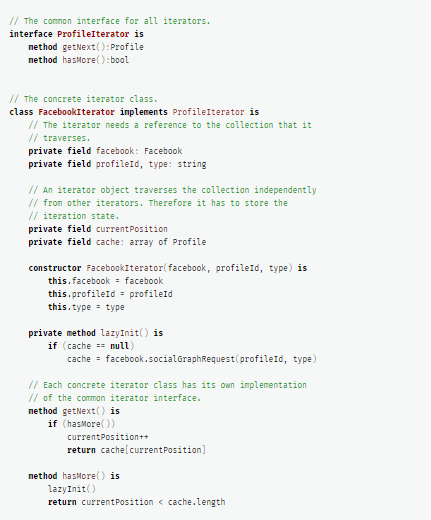 // The common interface for all iterators.
interface ProfileIterator is
    method getNext():Profile
    method hasMore():bool


// The concrete iterator class.
class FacebookIterator implements ProfileIterator is
    // The iterator needs a reference to the collection that it
    // traverses.
    private field facebook: Facebook
    private field profileId, type: string

    // An iterator object traverses the collection independently
    // from other iterators. Therefore it has to store the
    // iteration state.
    private field currentPosition
    private field cache: array of Profile

    constructor FacebookIterator(facebook, profileId, type) is
        this.facebook = facebook
        this.profileId = profileId
        this.type = type

    private method lazyInit() is
        if (cache == null)
            cache = facebook.socialGraphRequest(profileId, type)

    // Each concrete iterator class has its own implementation
    // of the common iterator interface.
    method getNext() is
        if (hasMore())
            currentPosition++
            return cache[currentPosition]

    method hasMore() is
        lazyInit()
        return currentPosition < cache.length